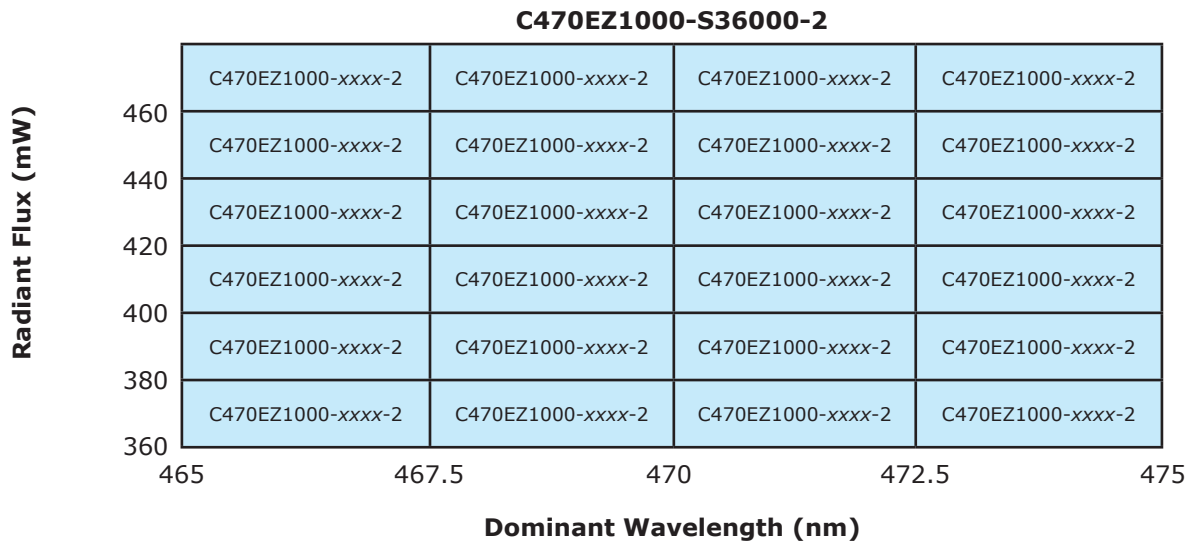 C470EZ1000-S36000-2
Radiant Flux (mW)
C470EZ1000-xxxx-2 C470EZ1000-xxxx-2 C470EZ1000-xxxx-2 C470EZ1000-xxxx-2
460
C470EZ1000-xxxx-2 C470EZ1000-xxxx-2 C470EZ1000-xxxx-2 C470EZ1000-xxxx-2
440
C470EZ1000-xxxx-2 C470EZ1000-xxxx-2 C470EZ1000-xxxx-2 C470EZ1000-xxxx-2
420
C470EZ1000-xxxx-2 C470EZ1000-xxxx-2 C470EZ1000-xxxx-2 C470EZ1000-xxxx-2
400
C470EZ1000-xxxx-2 C470EZ1000-xxxx-2 C470EZ1000-xxxx-2 C470EZ1000-xxxx-2
380
C470EZ1000-xxxx-2 C470EZ1000-xxxx-2 C470EZ1000-xxxx-2 C470EZ1000-xxxx-2
360
465 467.5 470 472.5 475
Dominant Wavelength (nm)